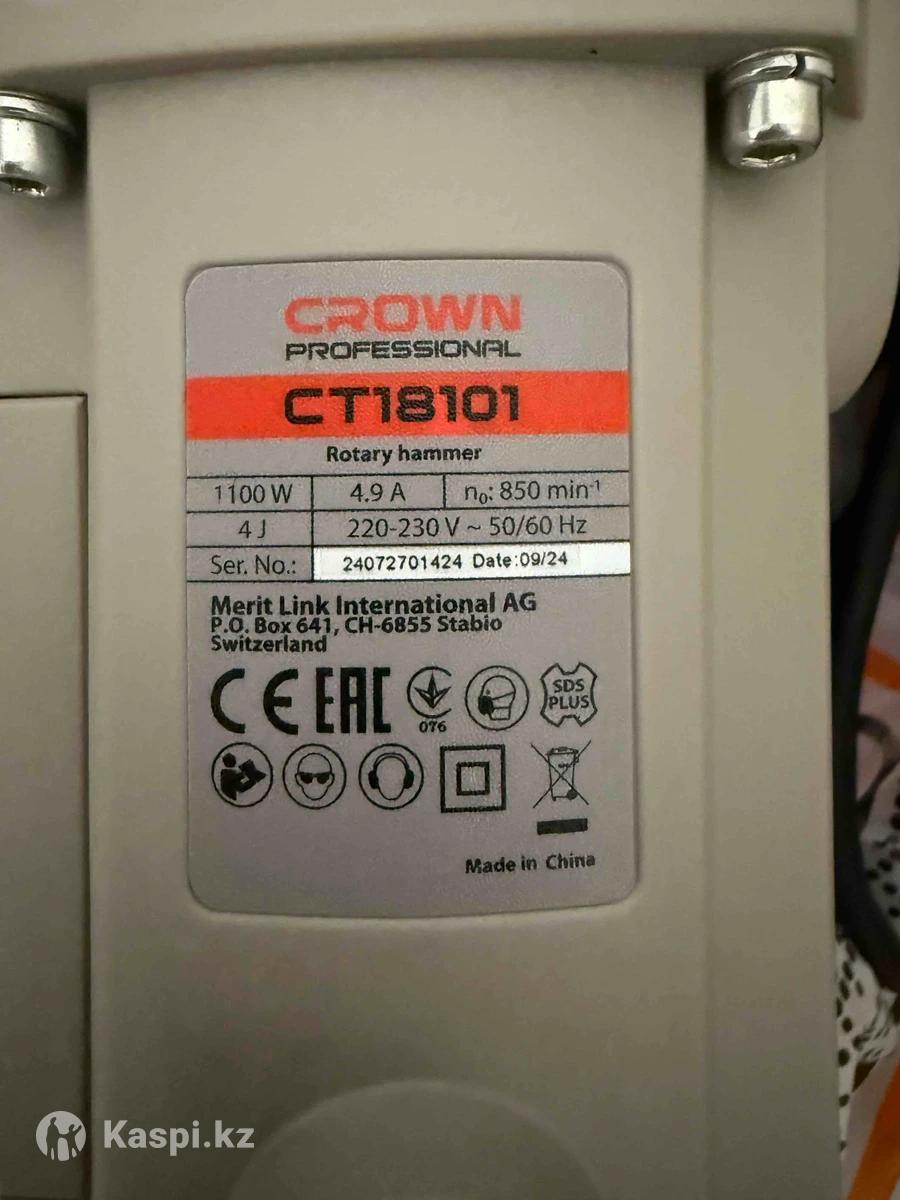 CROWN
PROFESSIONAL
CT18101
Rotary hammer
1100 W 4.9 A n₀: 850 min⁻¹
4 J 220-230 V ~ 50/60 Hz
Ser. No.: 24072701424 Date:09/24
Merit Link International AG
P.O. Box 641, CH-6855 Stabio
Switzerland
CE EAC 076 SDS PLUS
Made in China
Kaspi.kz